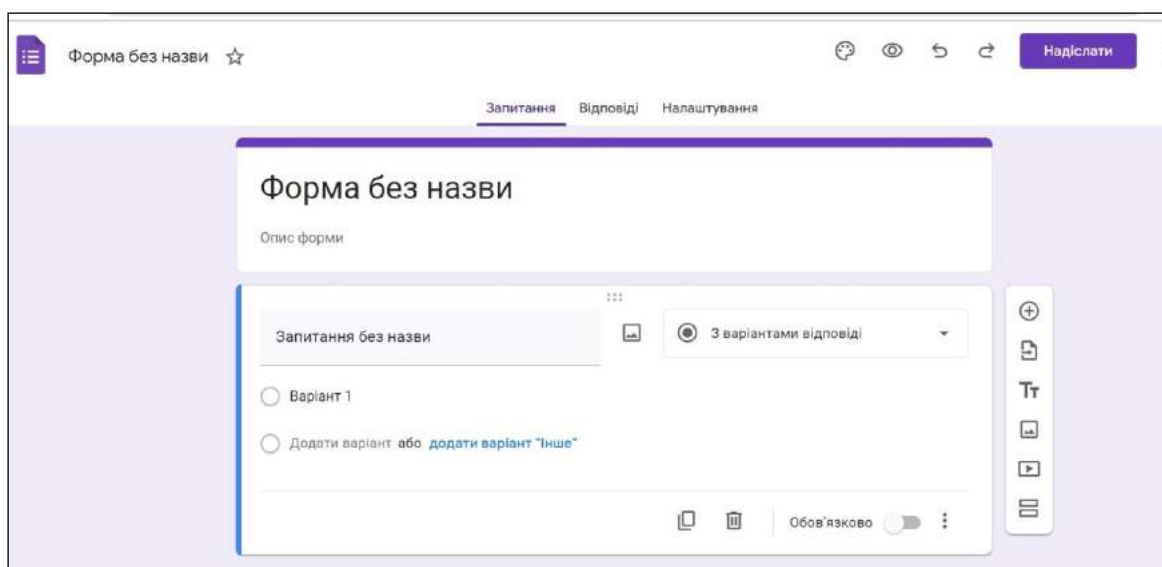 Форма без назви
Надіслати
Запитання Відповіді Налаштування
Форма без назви
Опис форми
Запитання без назви
З варіантами відповіді
Варіант 1
Додати варіант або додати варіант "Інше"
Обов'язково
Тт